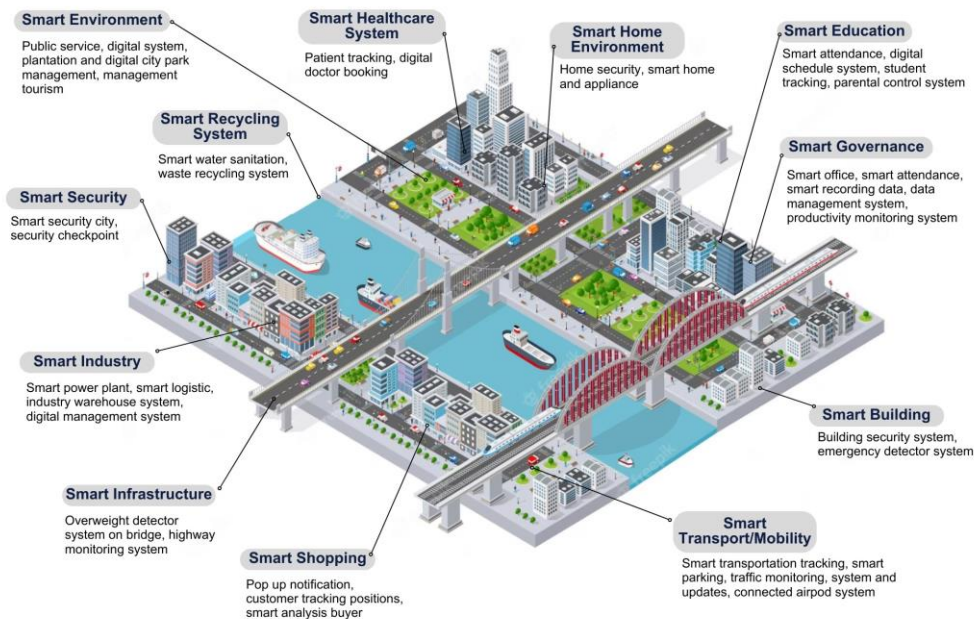 Smart Environment
Public service, digital system,
plantation and digital city park
management, management
tourism
Smart Healthcare
System
Patient tracking, digital
doctor booking
Smart Home
Environment
Home security, smart home
and appliance
Smart Education
Smart attendance, digital
schedule system, student
tracking, parental control system
Smart Recycling
System
Smart water sanitation,
waste recycling system
Smart Governance
Smart office, smart attendance,
smart recording data, data
management system,
productivity monitoring system
Smart Security
Smart security city,
security checkpoint
Smart Industry
Smart power plant, smart logistic,
industry warehouse system,
digital management system
Smart Building
Building security system,
emergency detector system
Smart Infrastructure
Overweight detector
system on bridge, highway
monitoring system
Smart Shopping
Pop up notification,
customer tracking positions,
smart analysis buyer
Smart
Transport/Mobility
Smart transportation tracking, smart
parking, traffic monitoring, system and
updates, connected airpod system